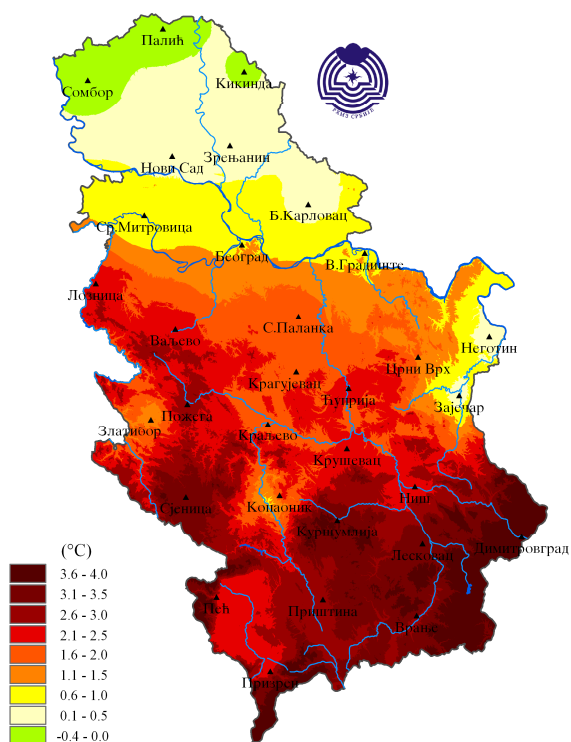 Палић
Кикинда
Сомбор
РХМЗ СРБИЈЕ
Зрењанин
Нови Сад
Б.Карловац
Ср.Митровица
Београд
В.Градиште
Лозница
С.Паланка
Ваљево
Неготин
Црни Врх
Крагујевац
Ћуприја
Зајечар
Пожега
Златибор
Краљево
Крушевац
Ниш
Сјеница
Копаоник
Куршумлија
Димитровград
Лесковац
(°C)
3.6 - 4.0
3.1 - 3.5
2.6 - 3.0
2.1 - 2.5
1.6 - 2.0
1.1 - 1.5
0.6 - 1.0
0.1 - 0.5
-0.4 - 0.0
Пећ
Приштина
Врање
Призрен